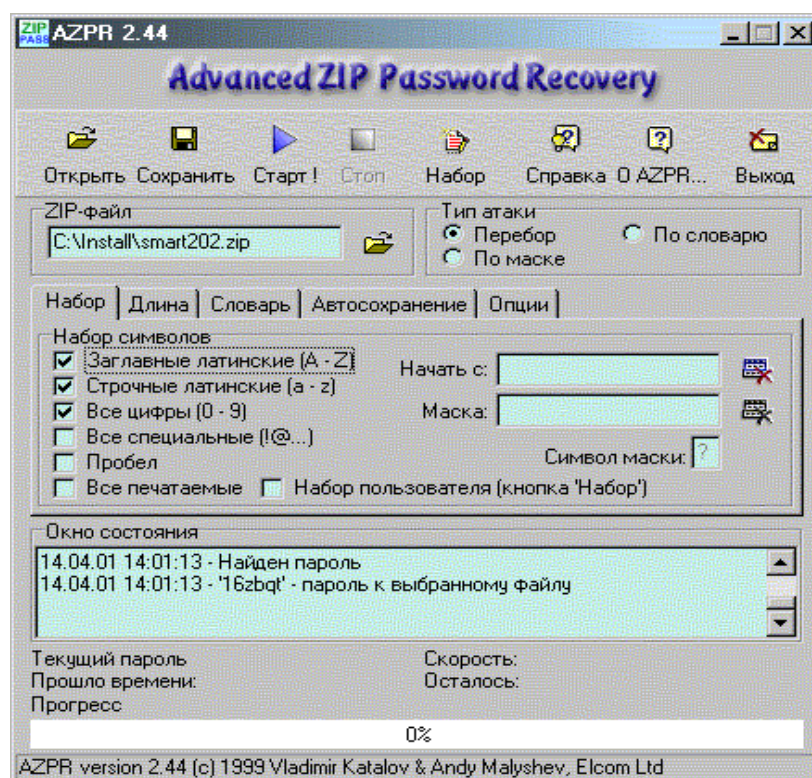 ZIP PASS AZPR 2.44
Advanced ZIP Password Recovery
Открыть Сохранить Старт ! Стоп Набор Справка О AZPR... Выход
ZIP-файл
C:\Install\smart202.zip
Тип атаки
Перебор По словарю
По маске
Набор Длина Словарь Автосохранение Опции
Набор символов
Заглавные латинские (A - Z)
Строчные латинские (a - z)
Все цифры (0 - 9)
Все специальные (!@...)
Пробел
Все печатаемые Набор пользователя (кнопка 'Набор')
Начать с:
Маска:
Символ маски: ?
Окно состояния
14.04.01 14:01:13 - Найден пароль
14.04.01 14:01:13 - '16zbqt' - пароль к выбранному файлу
Текущий пароль Скорость:
Прошло времени: Осталось:
Прогресс
0%
AZPR version 2.44 (c) 1999 Vladimir Katalov & Andy Malyshev, Elcom Ltd